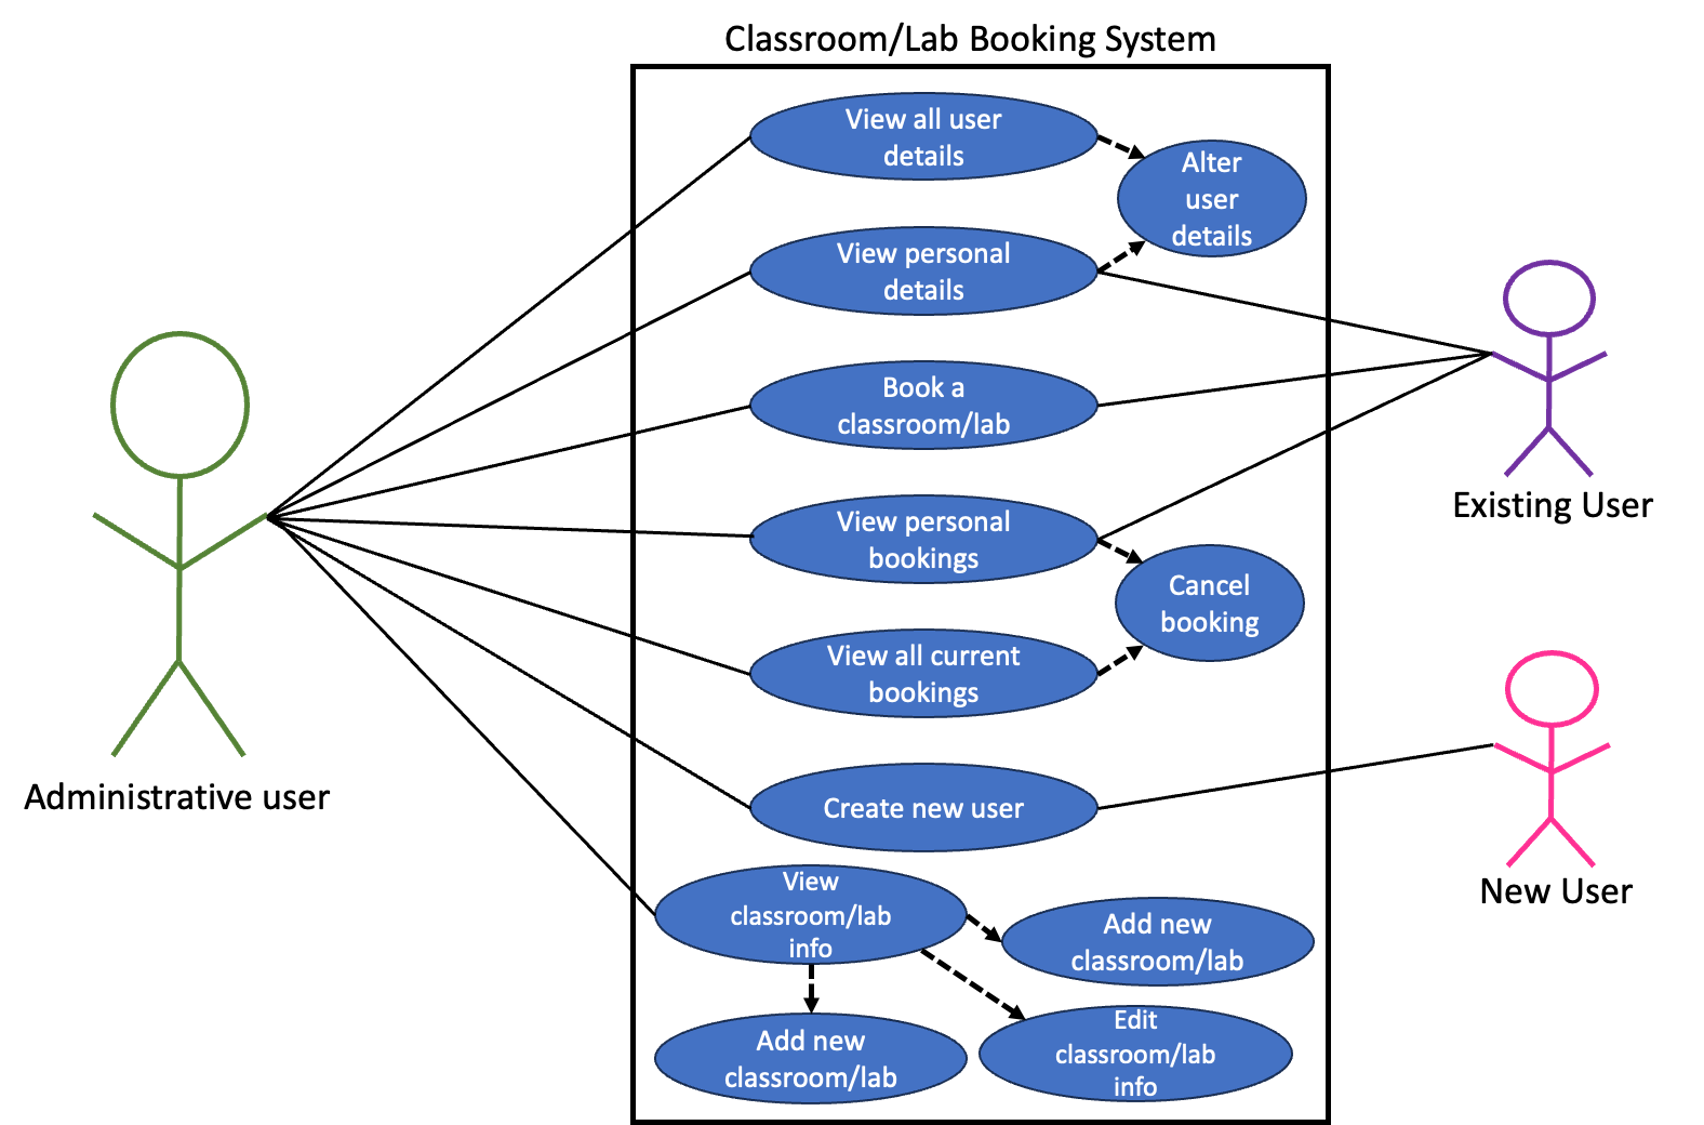 Classroom/Lab Booking System
View all user
details
Alter
user
details
View personal
details
Book a
classroom/lab
Existing User
View personal
bookings
Cancel
booking
View all current
bookings
Administrative user
Create new user
New User
View
classroom/lab
info
Add new
classroom/lab
Add new
classroom/lab
Edit
classroom/lab
info